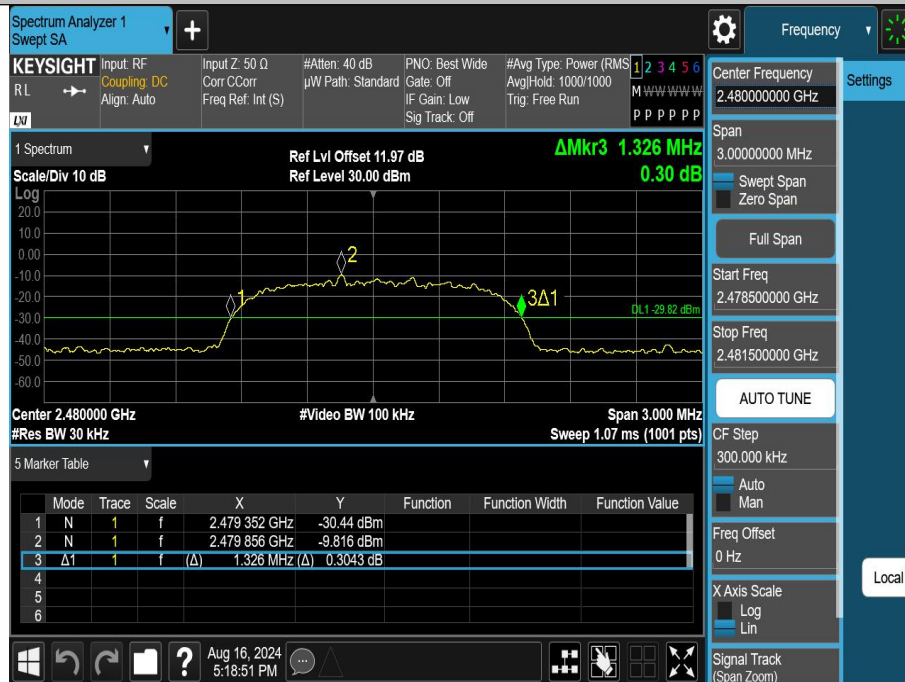 Spectrum Analyzer 1
Swept SA
+
Frequency
KEYSIGHT
RL
LXI
Input: RF
Coupling: DC
Align: Auto
Input Z: 50 Ω
Corr CCorr
Freq Ref: Int (S)
#Atten: 40 dB
µW Path: Standard
PNO: Best Wide
Gate: Off
IF Gain: Low
Sig Track: Off
#Avg Type: Power (RMS
Avg|Hold: 1000/1000
Trig: Free Run
1 2 3 4 5 6
M W W W W W
P P P P P P
1 Spectrum
Scale/Div 10 dB
Ref Lvl Offset 11.97 dB
Ref Level 30.00 dBm
ΔMkr3 1.326 MHz
0.30 dB
Log
20.0
10.0
0.00
-10.0
-20.0
-30.0
-40.0
-50.0
-60.0
1
2
3Δ1
DL1 -29.82 dBm
Center 2.480000 GHz
#Video BW 100 kHz
Span 3.000 MHz
#Res BW 30 kHz
Sweep 1.07 ms (1001 pts)
5 Marker Table
Mode Trace Scale X Y Function Function Width Function Value
1 N 1 f 2.479 352 GHz -30.44 dBm
2 N 1 f 2.479 856 GHz -9.816 dBm
3 Δ1 1 f (Δ) 1.326 MHz (Δ) 0.3043 dB
4
5
6
?
Aug 16, 2024
5:18:51 PM
Center Frequency
2.480000000 GHz
Span
3.00000000 MHz
Swept Span
Zero Span
Full Span
Start Freq
2.478500000 GHz
Stop Freq
2.481500000 GHz
AUTO TUNE
CF Step
300.000 kHz
Auto
Man
Freq Offset
0 Hz
X Axis Scale
Log
Lin
Signal Track
(Span Zoom)
Settings
Local